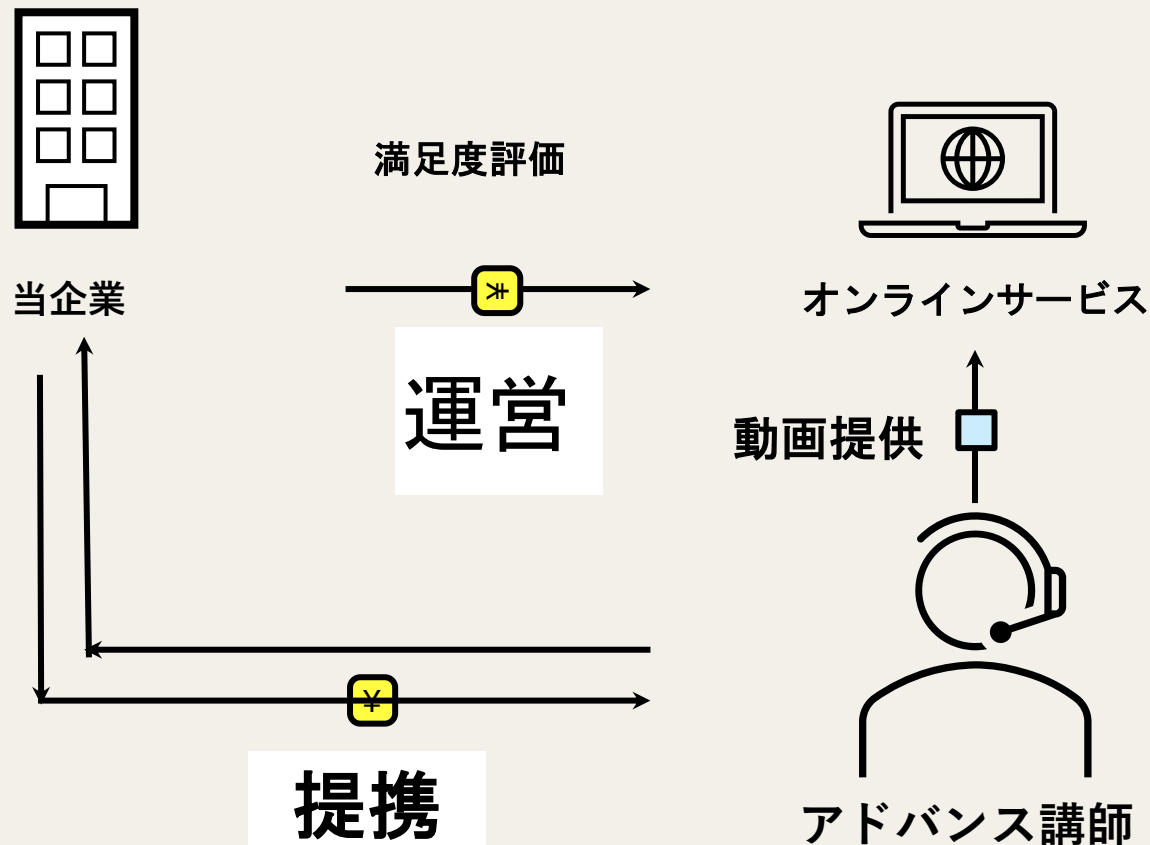 満足度評価
当企業
¥
オンラインサービス
運営
動画提供
¥
提携
アドバンス講師